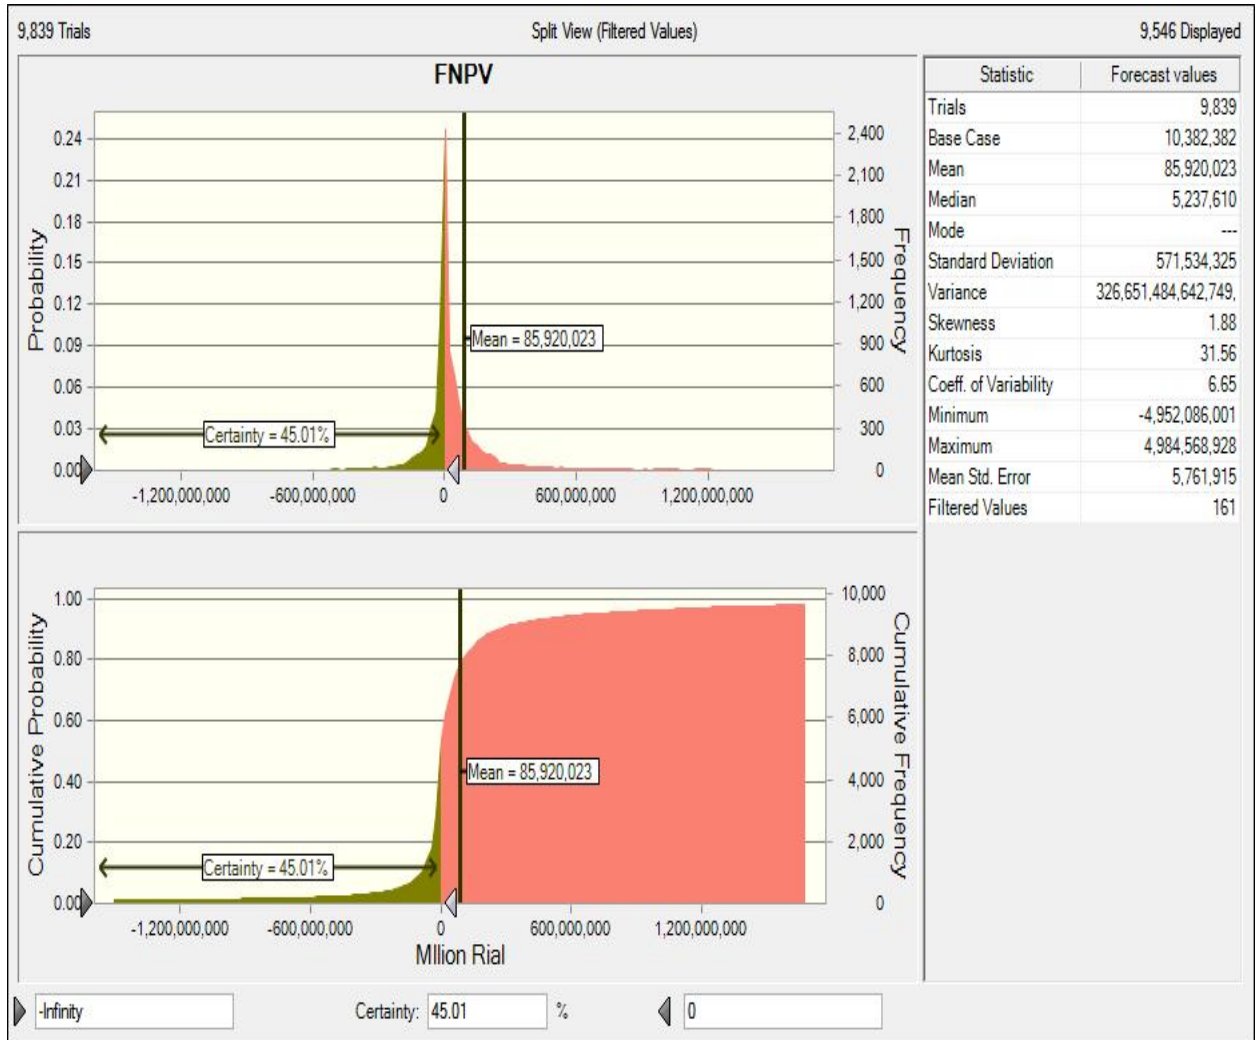 9,839 Trials
Split View (Filtered Values)
9,546 Displayed
FNPV
Probability
0.24
0.21
0.18
0.15
0.12
0.09
0.06
0.03
0.00
Frequency
2,400
2,100
1,800
1,500
1,200
900
600
300
0
Mean = 85,920,023
Certainty = 45.01%
-1,200,000,000
-600,000,000
0
600,000,000
1,200,000,000
Cumulative Probability
1.00
0.80
0.60
0.40
0.20
0.00
Cumulative Frequency
10,000
8,000
6,000
4,000
2,000
0
Mean = 85,920,023
Certainty = 45.01%
-1,200,000,000
-600,000,000
0
600,000,000
1,200,000,000
MIlion Rial
Statistic Forecast values
Trials 9,839
Base Case 10,382,382
Mean 85,920,023
Median 5,237,610
Mode ---
Standard Deviation 571,534,325
Variance 326,651,484,642,749,
Skewness 1.88
Kurtosis 31.56
Coeff. of Variability 6.65
Minimum -4,952,086,001
Maximum 4,984,568,928
Mean Std. Error 5,761,915
Filtered Values 161
-Infinity
Certainty: 45.01 %
0